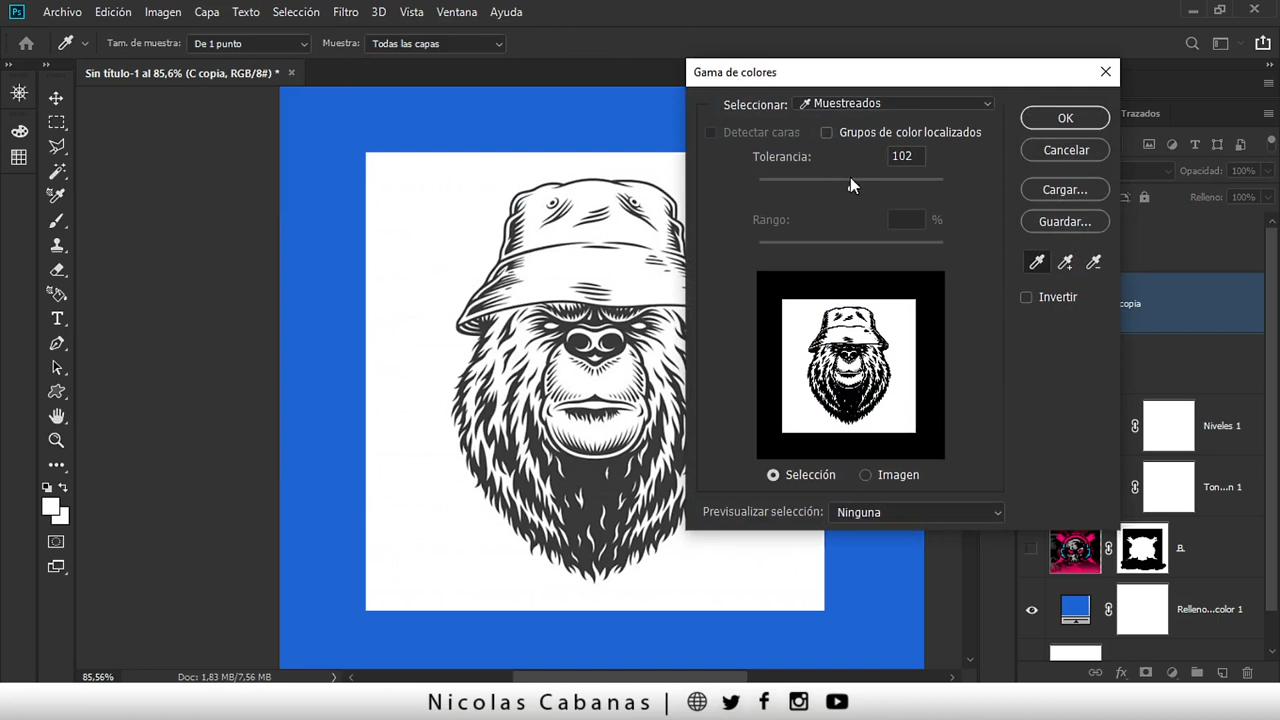 Ps Archivo Edición Imagen Capa Texto Selección Filtro 3D Vista Ventana Ayuda
Tam. de muestra: De 1 punto Muestra: Todas las capas
Sin título-1 al 85,6% (C copia, RGB/8#) *
Gama de colores
Seleccionar: Muestreados
Detectar caras Grupos de color localizados
Tolerancia: 102
Rango: %
Selección Imagen
Previsualizar selección: Ninguna
OK
Cancelar
Cargar...
Guardar...
Invertir
Trazados
Opacidad: 100%
Relleno: 100%
copia
Niveles 1
Ton...n 1
Relleno...color 1
85,56% Doc: 1,83 MB/7,56 MB
Nicolas Cabanas |